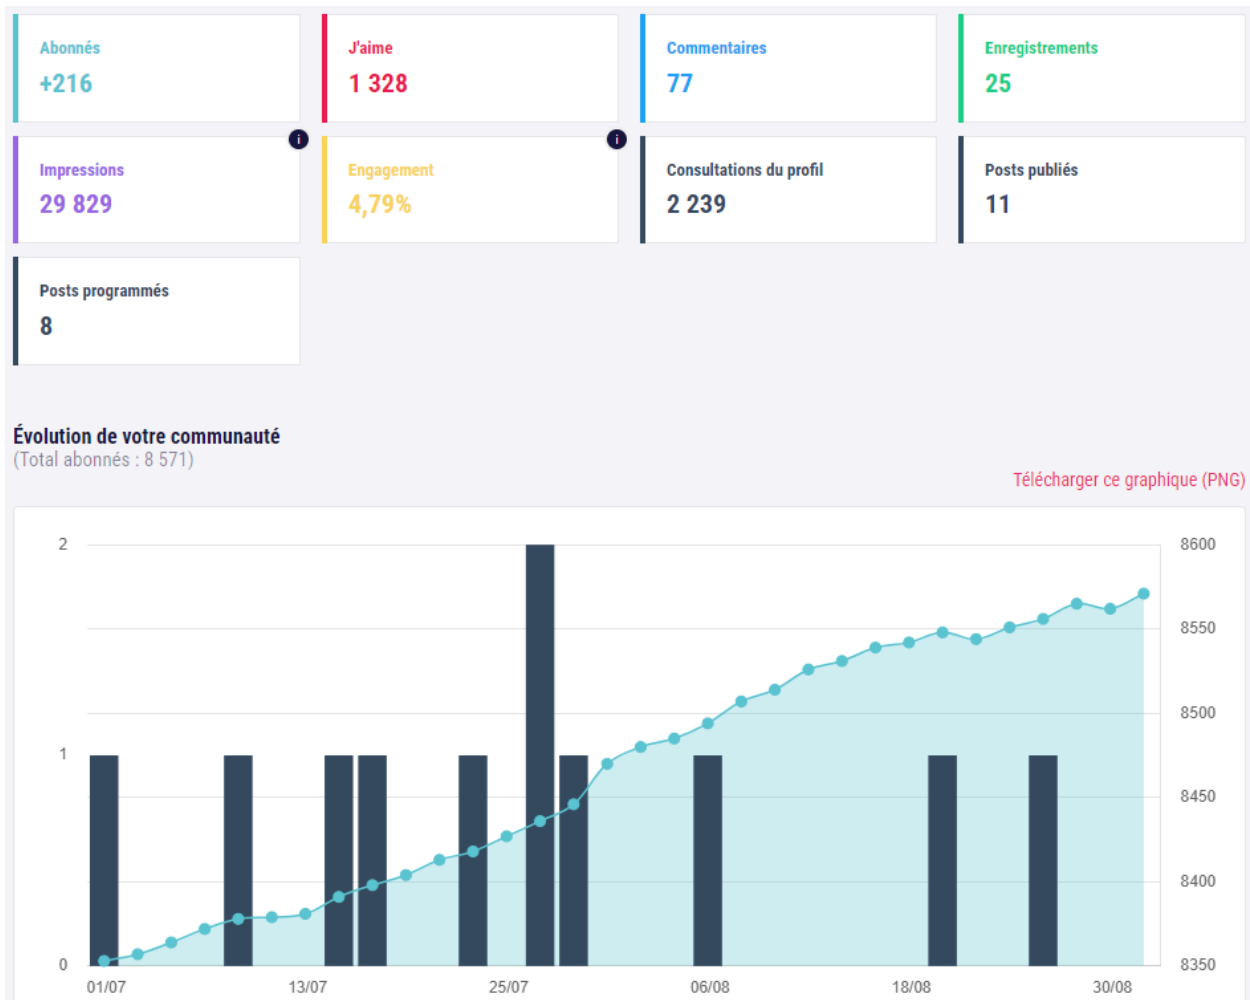 Abonnés
+216
J'aime
1 328
Commentaires
77
Enregistrements
25
Impressions
29 829
i
Engagement
4,79%
i
Consultations du profil
2 239
Posts publiés
11
Posts programmés
8
Évolution de votre communauté
(Total abonnés : 8 571)
Télécharger ce graphique (PNG)
2
1
0
8600
8550
8500
8450
8400
8350
01/07
13/07
25/07
06/08
18/08
30/08